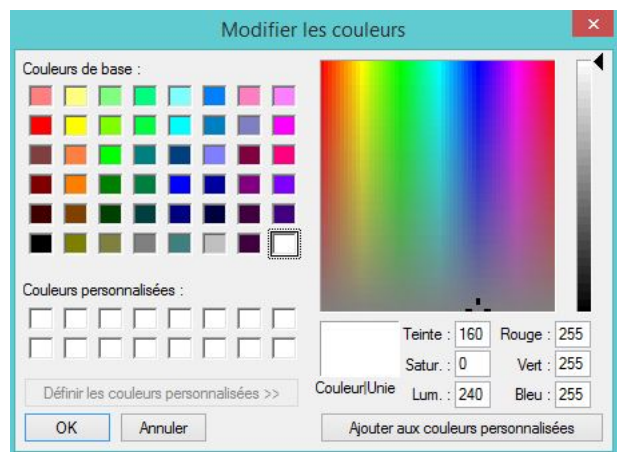 Modifier les couleurs
Couleurs de base :
Couleurs personnalisées :
Définir les couleurs personnalisées >>
OK Annuler
Couleur|Unie
Teinte : 160 Rouge : 255
Satur. : 0 Vert : 255
Lum. : 240 Bleu : 255
Ajouter aux couleurs personnalisées